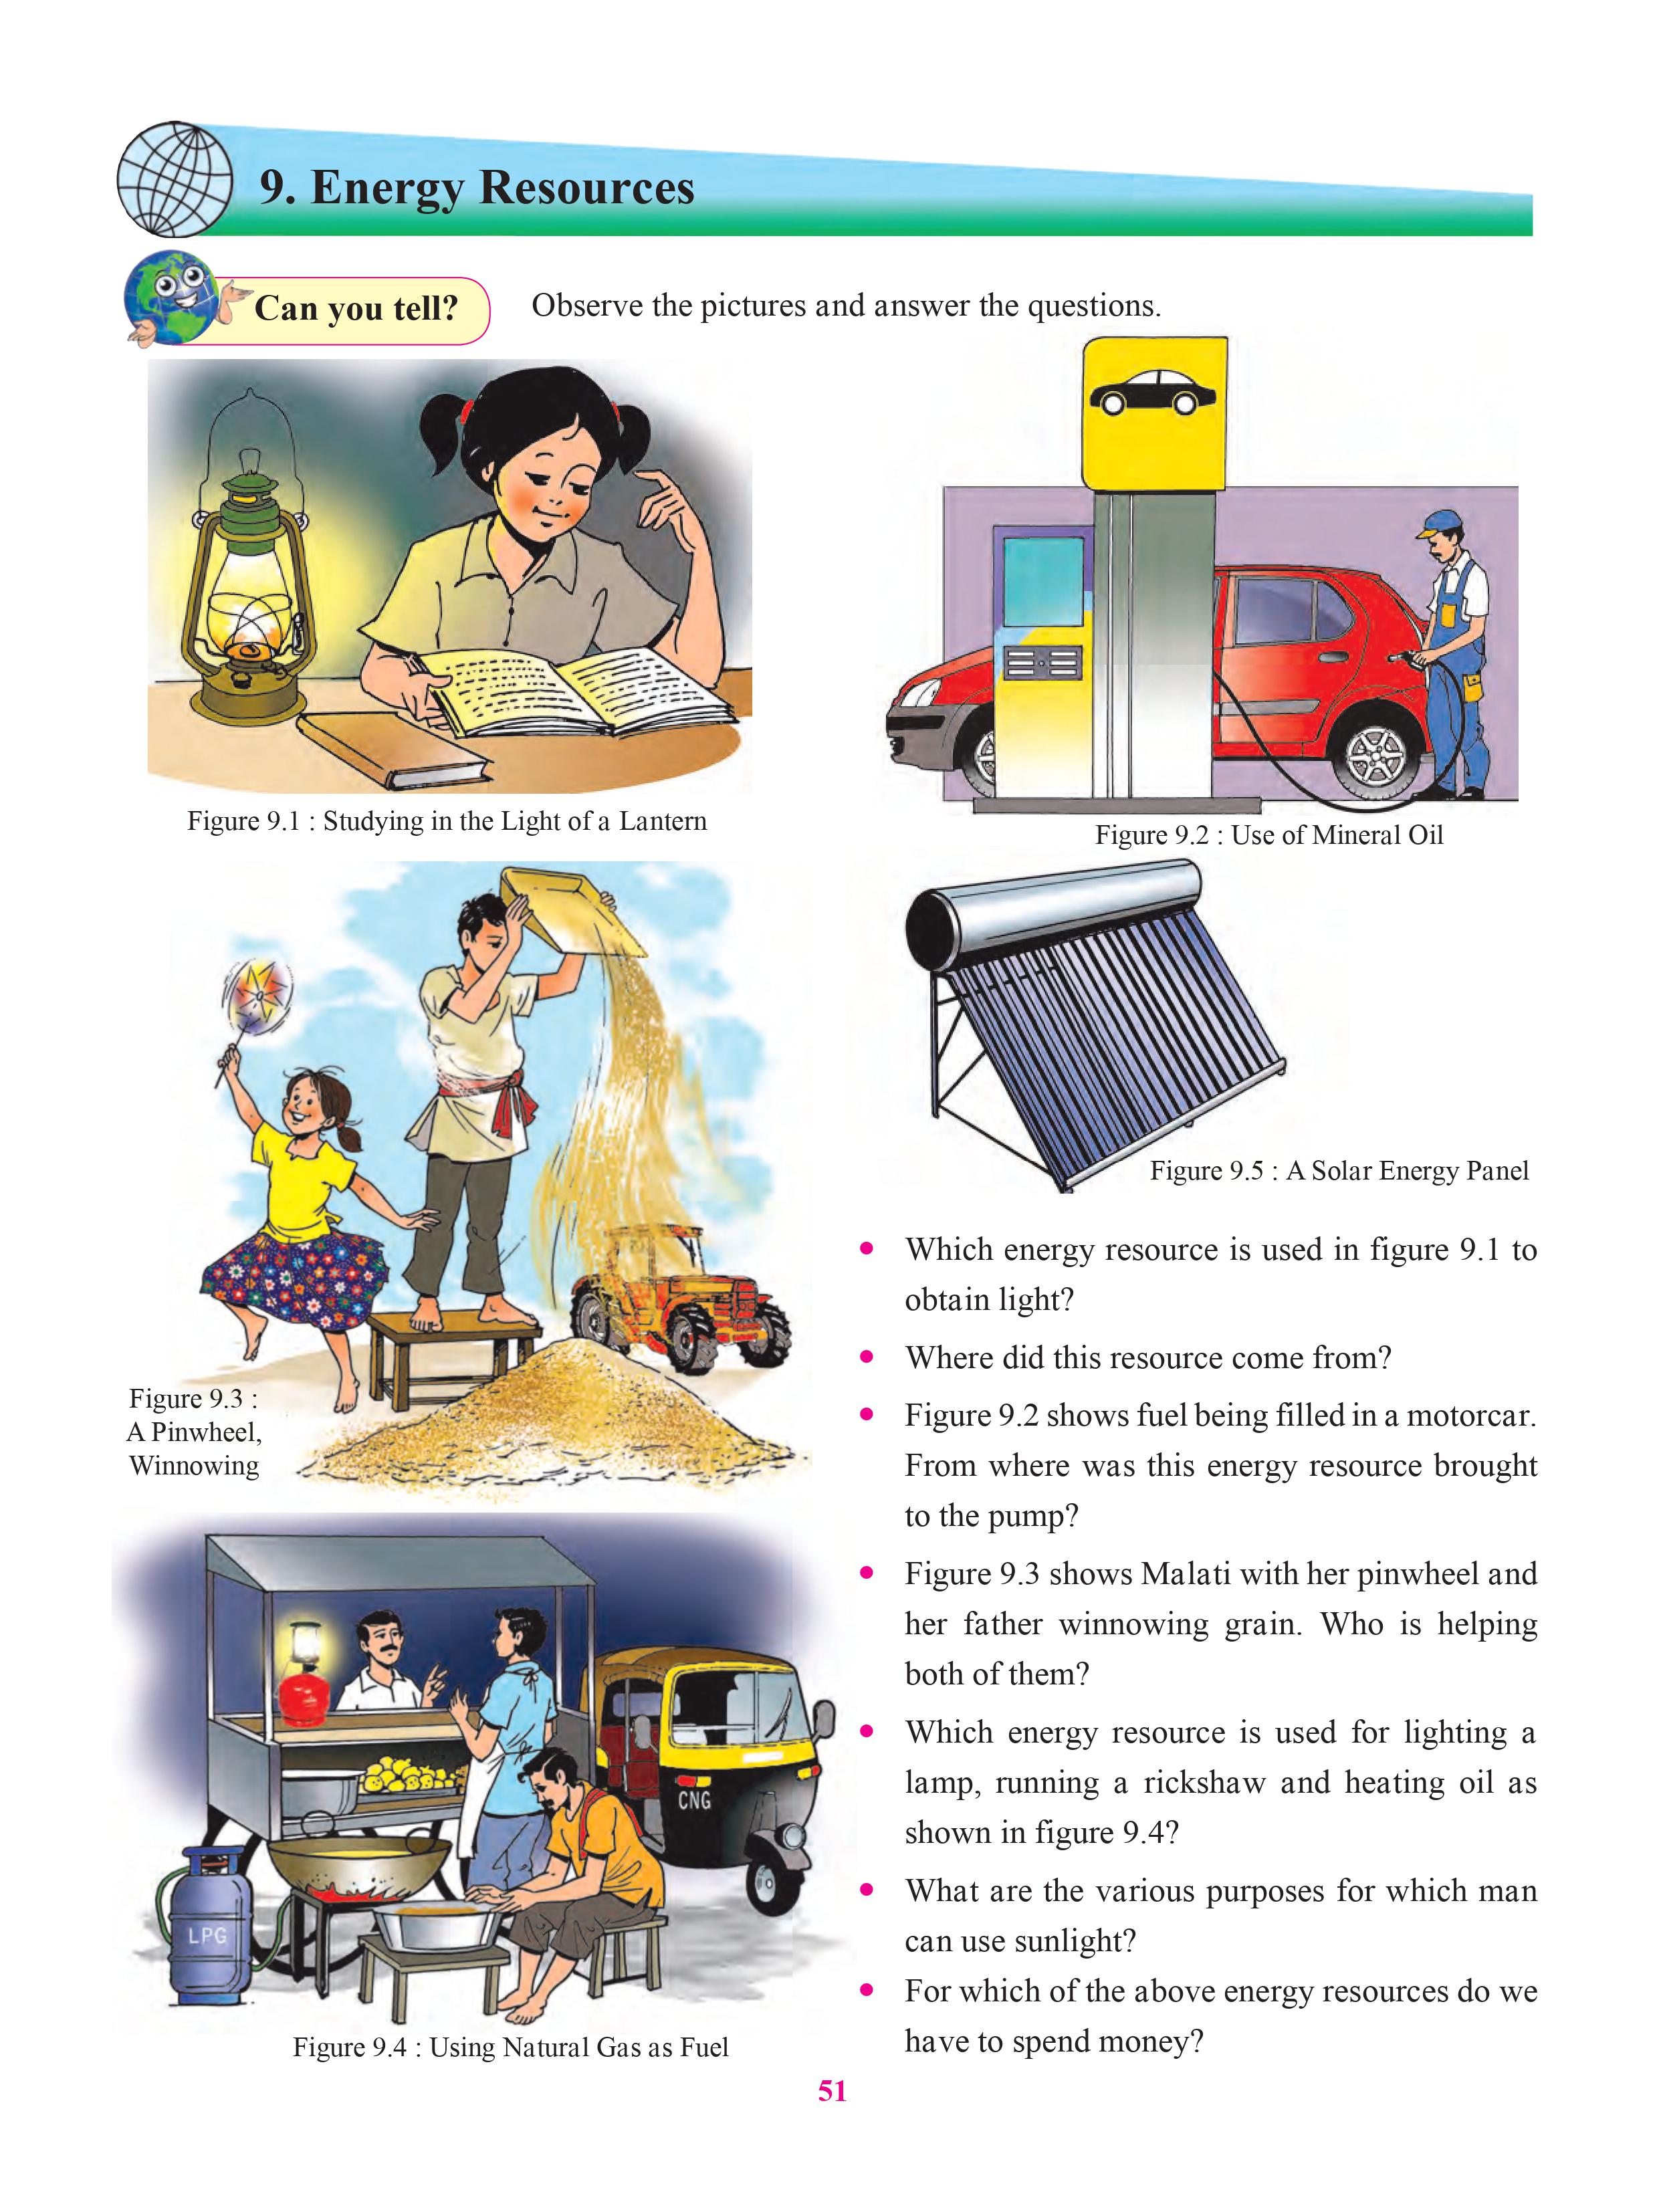 9. Energy Resources
Can you tell?
Observe the pictures and answer the questions.
Figure 9.1 : Studying in the Light of a Lantern
Figure 9.2 : Use of Mineral Oil
Figure 9.3 :
A Pinwheel,
Winnowing
CNG
LPG
Figure 9.4 : Using Natural Gas as Fuel
Figure 9.5 : A Solar Energy Panel
• Which energy resource is used in figure 9.1 to
obtain light?
• Where did this resource come from?
• Figure 9.2 shows fuel being filled in a motorcar.
From where was this energy resource brought
to the pump?
• Figure 9.3 shows Malati with her pinwheel and
her father winnowing grain. Who is helping
both of them?
• Which energy resource is used for lighting a
lamp, running a rickshaw and heating oil as
shown in figure 9.4?
• What are the various purposes for which man
can use sunlight?
• For which of the above energy resources do we
have to spend money?
51